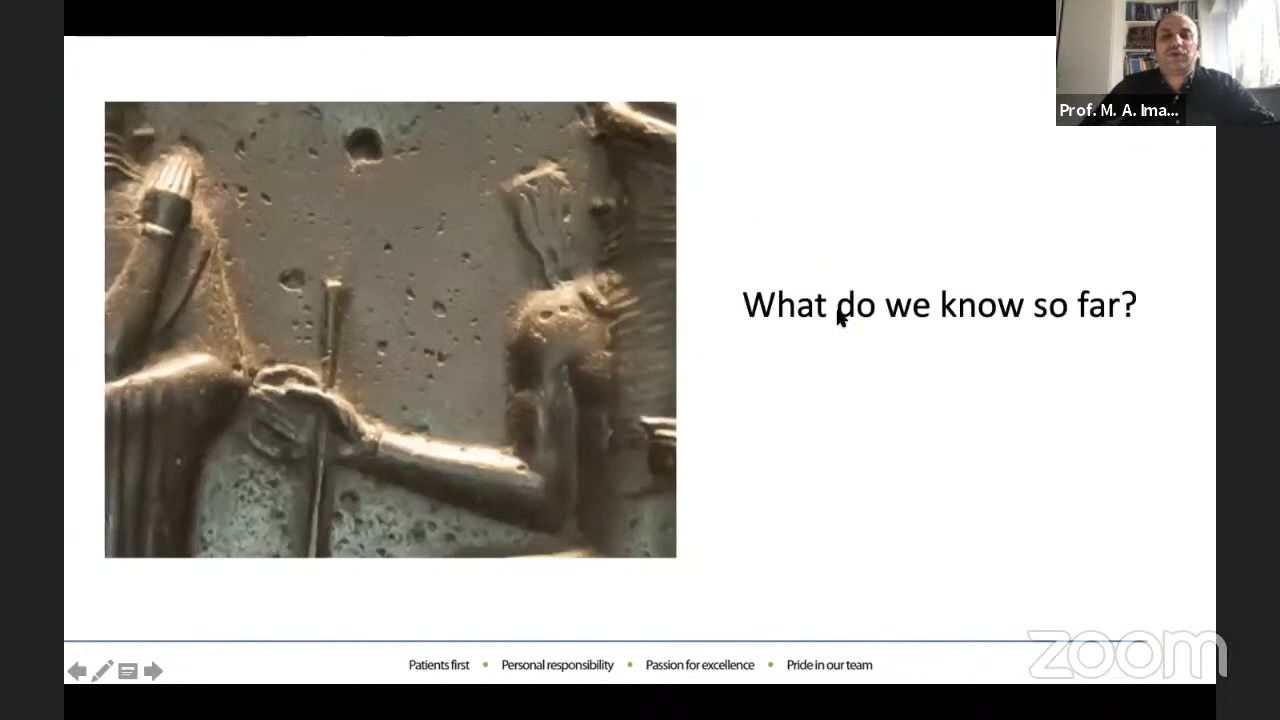 Prof. M. A. Ima...
What do we know so far?
Patients first • Personal responsibility • Passion for excellence • Pride in our team
zoom